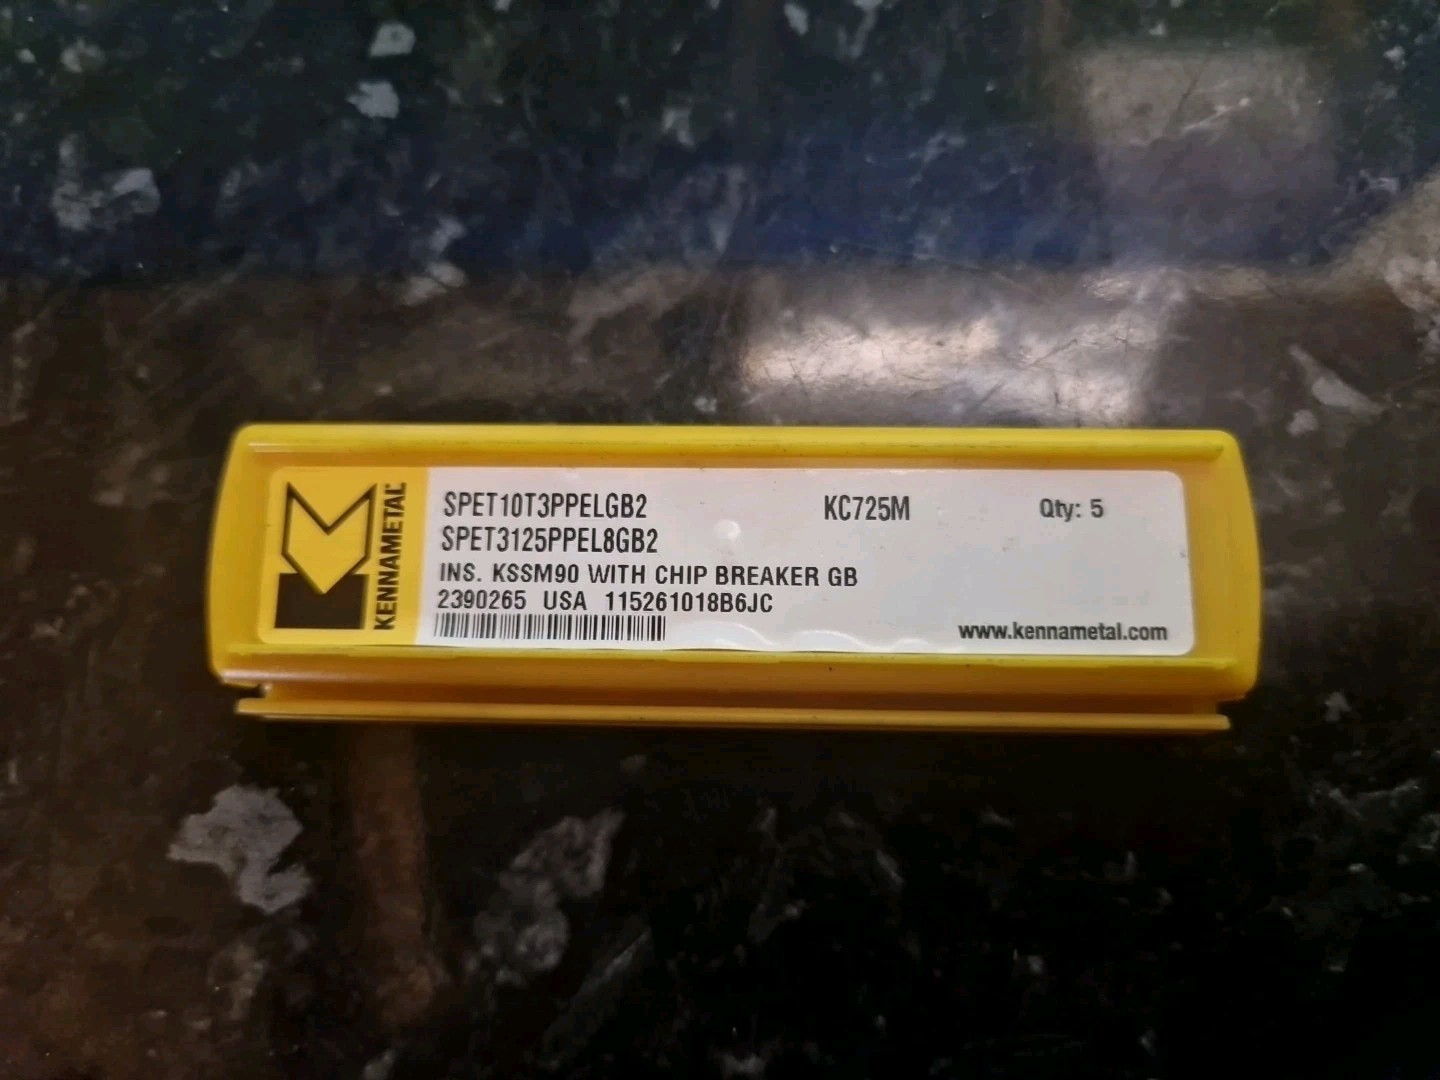 KENNAMETAL
SPET10T3PPELGB2 KC725M Qty: 5
SPET3125PPEL8GB2
INS. KSSM90 WITH CHIP BREAKER GB
2390265 USA 115261018B6JC
www.kennametal.com